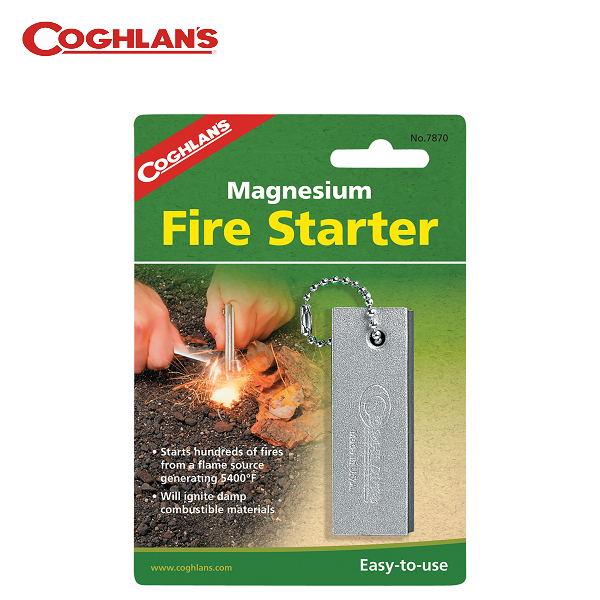 COGHLAN'S®
No.7870
COGHLAN'S
Magnesium
Fire Starter
• Starts hundreds of fires
from a flame source
generating 5400°F
• Will ignite damp
combustible materials
www.coghlans.com
Easy-to-use